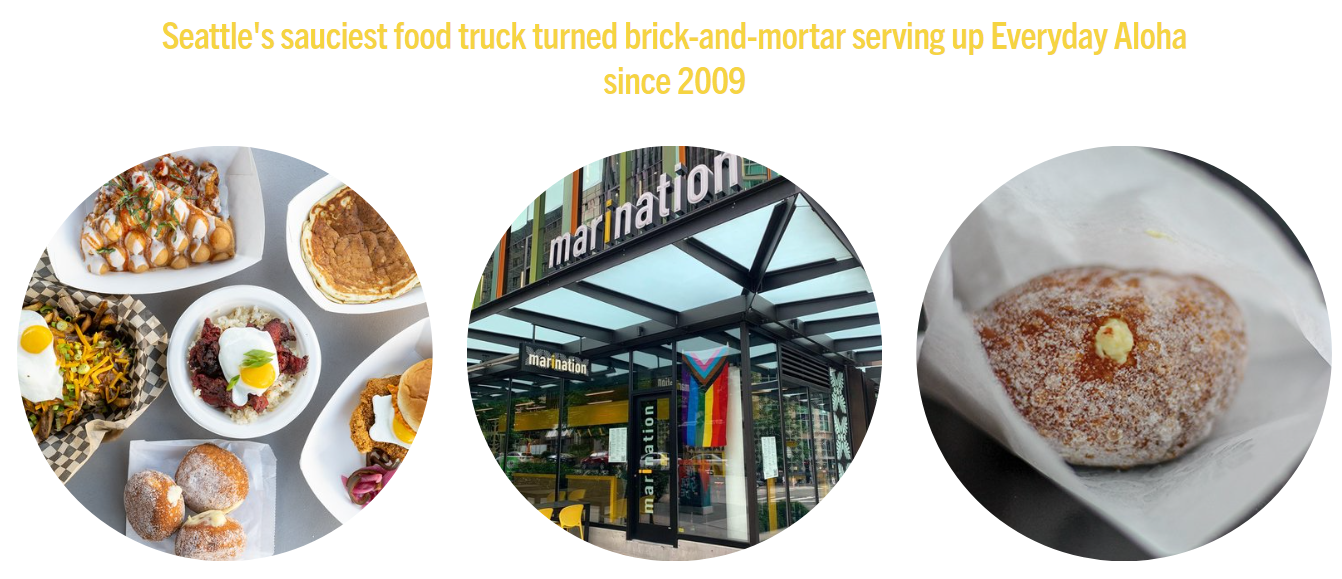 Seattle's sauciest food truck turned brick-and-mortar serving up Everyday Aloha
since 2009
marination
marination
marination